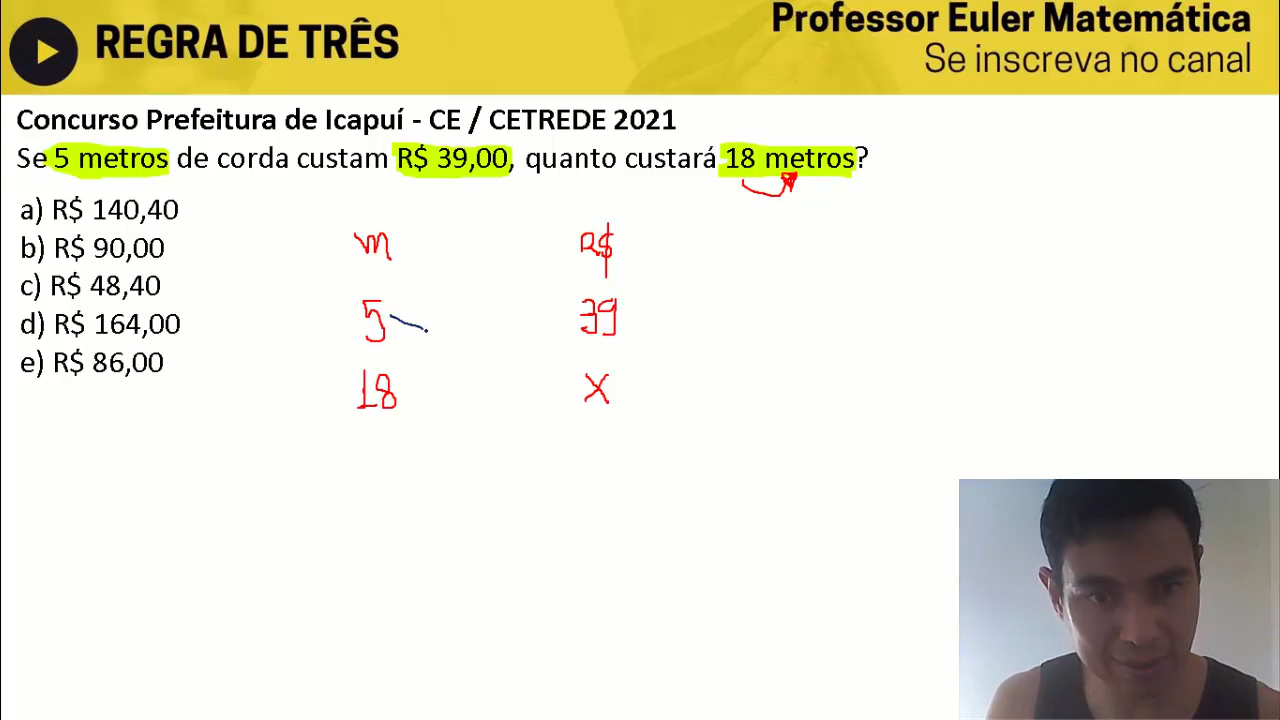 REGRA DE TRÊS
Professor Euler Matemática
Se inscreva no canal
Concurso Prefeitura de Icapuí - CE / CETREDE 2021
Se 5 metros de corda custam R$ 39,00, quanto custará 18 metros?
a) R$ 140,40
b) R$ 90,00
c) R$ 48,40
d) R$ 164,00
e) R$ 86,00
m R$
5 39
18 X